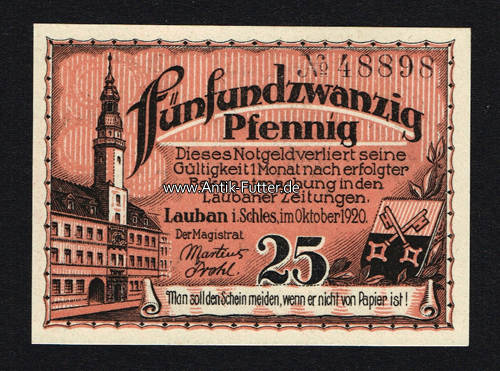 № 48898
Fünfundzwanzig
Pfennig
Dieses Notgeld verliert seine
Gültigkeit 1 Monat nach erfolgter
Bekanntmachung in den
Laubaner Zeitungen.
www.Antik-Futter.de
Lauban i. Schles., im Oktober 1920.
Der Magistrat
25
Man soll den Schein meiden, wenn er nicht von Papier ist!